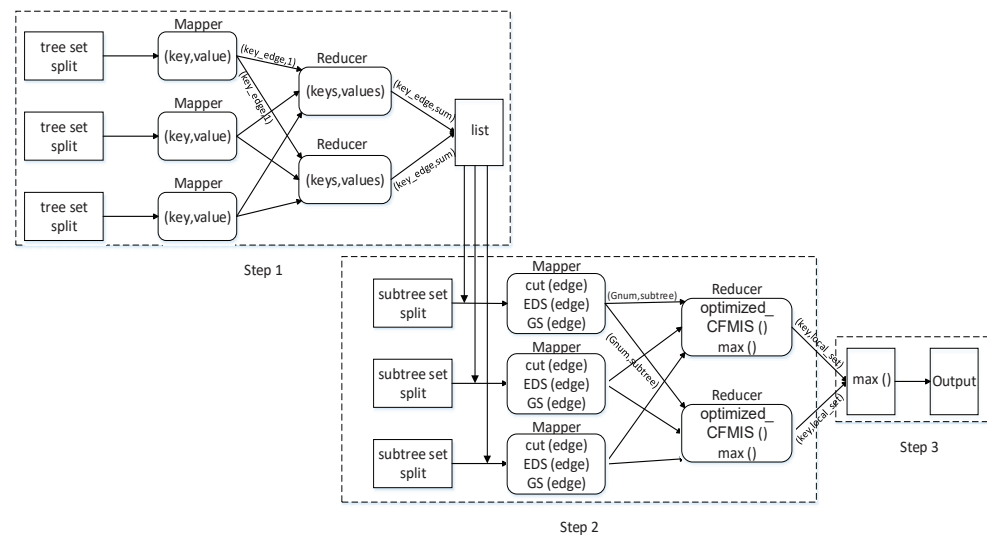 Mapper
tree set
split
(key,value)
(key_edge,1)
(key_edge,1)
Mapper
tree set
split
(key,value)
Mapper
tree set
split
(key,value)
Reducer
(keys,values)
Reducer
(keys,values)
(key_edge,sum)
(key_edge,sum)
list
Step 1
subtree set
split
Mapper
cut (edge)
EDS (edge)
GS (edge)
(Gnum,subtree)
(Gnum,subtree)
subtree set
split
Mapper
cut (edge)
EDS (edge)
GS (edge)
subtree set
split
Mapper
cut (edge)
EDS (edge)
GS (edge)
Reducer
optimized_
CFMIS ()
max ()
Reducer
optimized_
CFMIS ()
max ()
(key,local_set)
(key,local_set)
Step 2
max ()
Output
Step 3